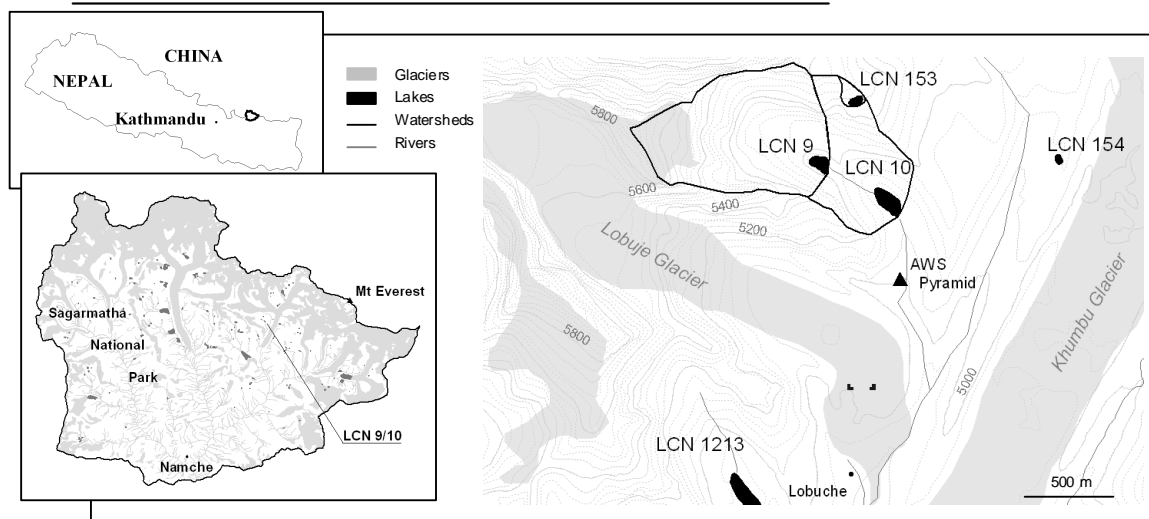 CHINA
NEPAL
Kathmandu
Glaciers
Lakes
Watersheds
Rivers
Mt Everest
Sagarmatha
National
Park
LCN 9/10
Namche
5800
LCN 153
LCN 9
LCN 154
LCN 10
5600
5400
5200
Lobuje Glacier
AWS
Pyramid
Khumbu Glacier
5800
5000
LCN 1213
Lobuche
500 m